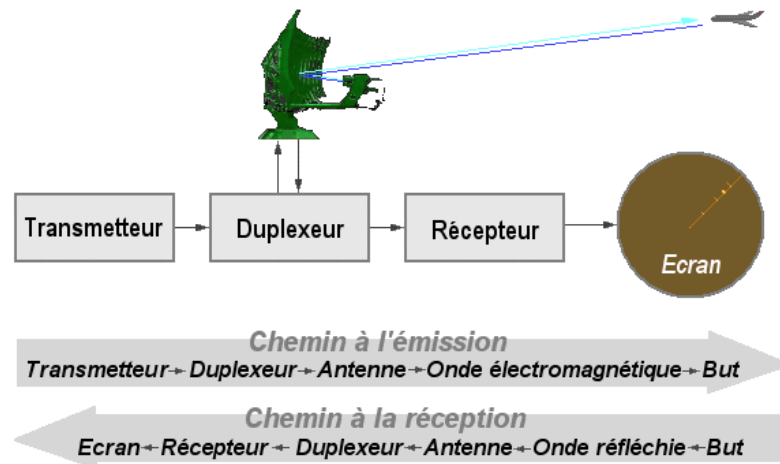 Transmetteur
Duplexeur
Récepteur
Ecran
Chemin à l'émission
Transmetteur→Duplexeur→Antenne→Onde électromagnétique→But
Chemin à la réception
Ecran←Récepteur←Duplexeur←Antenne←Onde réfléchie←But